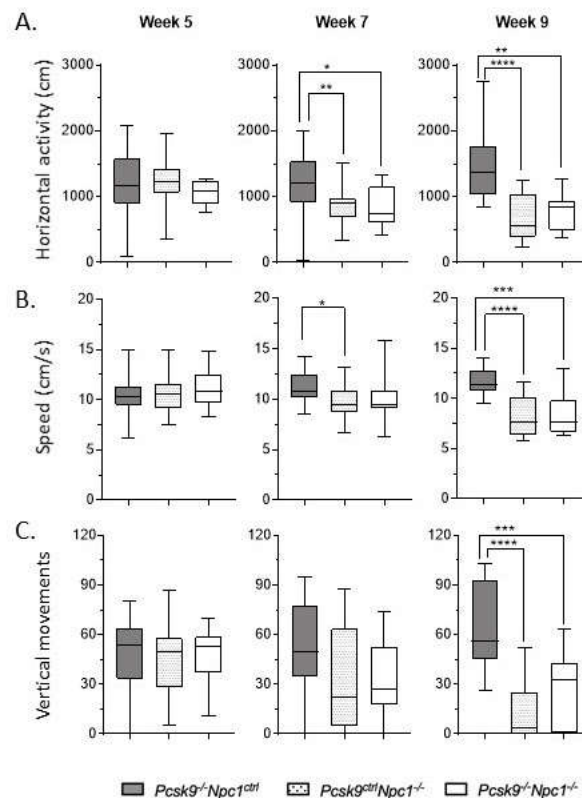 A.
Week 5 Week 7 Week 9
Horizontal activity (cm)
3000 3000 3000
2000 2000 2000
1000 1000 1000
0 0 0
* **
** ****
B.
Speed (cm/s)
20 20 20
15 15 15
10 10 10
5 5 5
0 0 0
* ***
****
C.
Vertical movements
120 120 120
90 90 90
60 60 60
30 30 30
0 0 0
***
****
Pcsk9-/-Npc1ctrl Pcsk9ctrlNpc1-/- Pcsk9-/-Npc1-/-